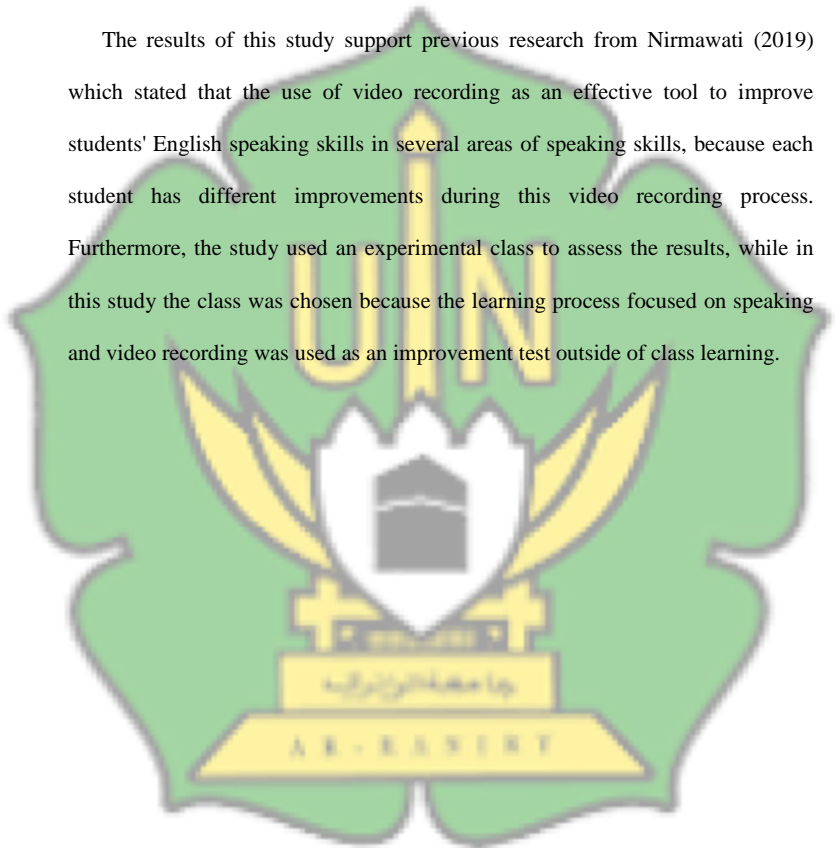 The results of this study support previous research from Nirmawati (2019)
which stated that the use of video recording as an effective tool to improve
students' English speaking skills in several areas of speaking skills, because each
student has different improvements during this video recording process.
Furthermore, the study used an experimental class to assess the results, while in
this study the class was chosen because the learning process focused on speaking
and video recording was used as an improvement test outside of class learning.
UIN
جامعة الرانري
AR-RANIRY